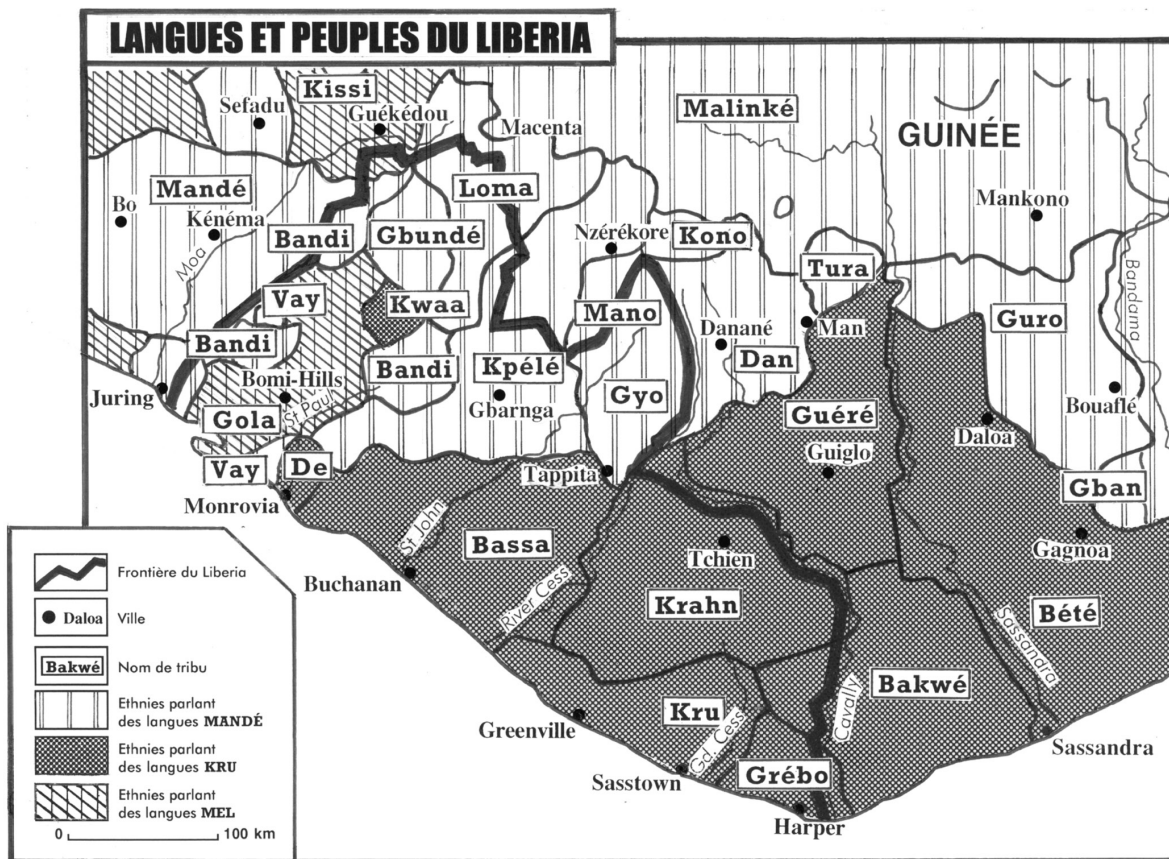 LANGUES ET PEUPLES DU LIBERIA
Kissi
Sefadu
Guékédou
Macenta
Malinké
GUINÉE
Mandé
Bo
Kénéma
Moa
Bandi
Gbundé
Loma
Nzérékore
Kono
Mankono
Tura
Bandama
Vay
Kwaa
Mano
Danané
Man
Guro
Bandi
Bandi
Kpélé
Dan
Juring
Bomi-Hills
St Paul
Gbarnga
Gyo
Guéré
Bouaflé
Gola
Daloa
Vay
De
Tappita
Guiglo
Gban
Monrovia
St John
Bassa
Tchien
Gagnoa
Buchanan
River Cess
Krahn
Bété
Sassandra
Bakwé
Kru
Cavally
Greenville
Gd. Cess
Sassandra
Sasstown
Grébo
Harper
Frontière du Liberia
Daloa
Ville
Bakwé
Nom de tribu
Ethnies parlant
des langues MANDÉ
Ethnies parlant
des langues KRU
Ethnies parlant
des langues MEL
0 100 km